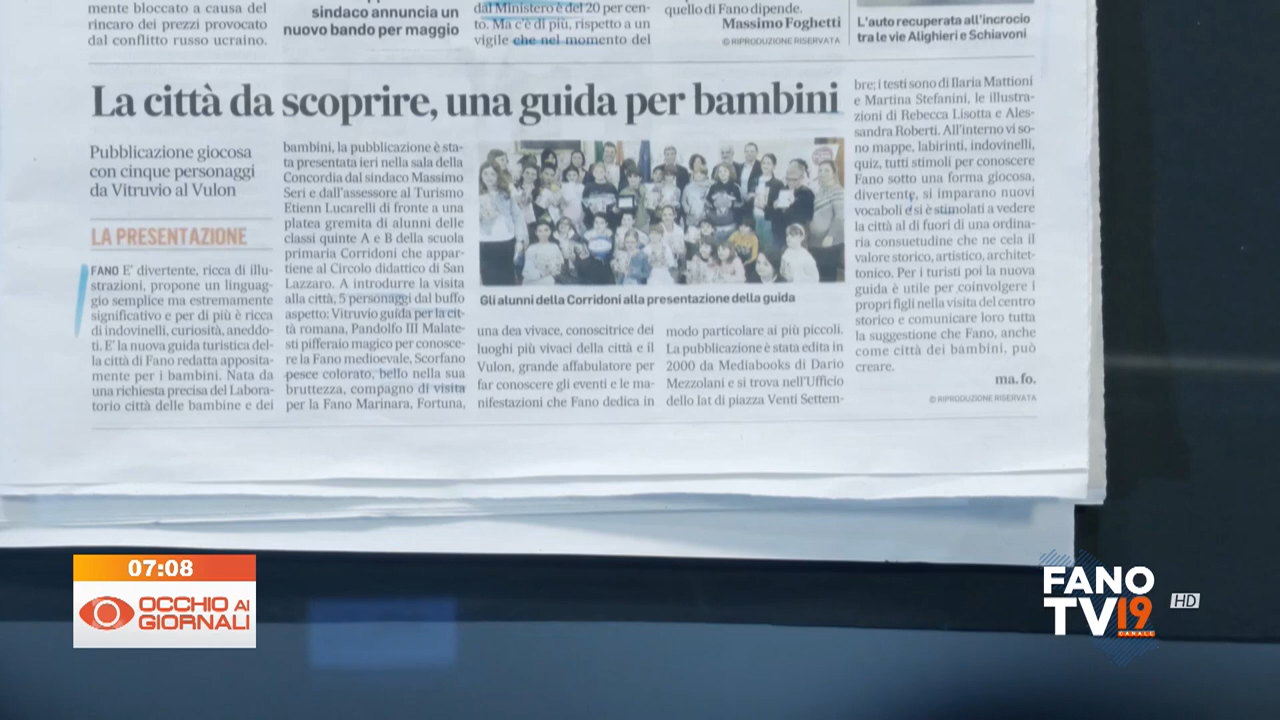 mente bloccato a causa del
rincaro dei prezzi provocato
dal conflitto russo ucraino.
sindaco annuncia un
nuovo bando per maggio
dal Ministero è del 20 per cen-
to. Ma c'è di più, rispetto a un
vigile che nel momento del
quello di Fano dipende.
Massimo Foghetti
© RIPRODUZIONE RISERVATA
L'auto recuperata all'incrocio
tra le vie Alighieri e Schiavoni
La città da scoprire, una guida per bambini
Pubblicazione giocosa
con cinque personaggi
da Vitruvio al Vulon
LA PRESENTAZIONE
FANO E' divertente, ricca di illu-
strazioni, propone un linguag-
gio semplice ma estremamente
significativo e per di più è ricca
di indovinelli, curiosità, aneddo-
ti. E' la nuova guida turistica del-
la città di Fano redatta apposita-
mente per i bambini. Nata da
una richiesta precisa del Labora-
torio città delle bambine e dei
bambini, la pubblicazione è sta-
ta presentata ieri nella sala della
Concordia dal sindaco Massimo
Seri e dall'assessore al Turismo
Etienn Lucarelli di fronte a una
platea gremita di alunni delle
classi quinte A e B della scuola
primaria Corridoni che appar-
tiene al Circolo didattico di San
Lazzaro. A introdurre la visita
alla città, 5 personaggi dal buffo
aspetto: Vitruvio guida per la cit-
tà romana, Pandolfo III Malate-
sti pifferaio magico per conosce-
re la Fano medioevale, Scorfano
pesce colorato, bello nella sua
bruttezza, compagno di visita
per la Fano Marinara, Fortuna,
Gli alunni della Corridoni alla presentazione della guida
una dea vivace, conoscitrice dei
luoghi più vivaci della città e il
Vulon, grande affabulatore per
far conoscere gli eventi e le ma-
nifestazioni che Fano dedica in
modo particolare ai più piccoli.
La pubblicazione è stata edita in
2000 da Mediabooks di Dario
Mezzolani e si trova nell'Ufficio
dello Iat di piazza Venti Settem-
bre; i testi sono di Ilaria Mattioni
e Martina Stefanini, le illustra-
zioni di Rebecca Lisotta e Ales-
sandra Roberti. All'interno vi so-
no mappe, labirinti, indovinelli,
quiz, tutti stimoli per conoscere
Fano sotto una forma giocosa,
divertente, si imparano nuovi
vocaboli e si è stimolati a vedere
la città al di fuori di una ordina-
ria consuetudine che ne cela il
valore storico, artistico, architet-
tonico. Per i turisti poi la nuova
guida è utile per coinvolgere i
propri figli nella visita del centro
storico e comunicare loro tutta
la suggestione che Fano, anche
come città dei bambini, può
creare.
ma. fo.
© RIPRODUZIONE RISERVATA
07:08
OCCHIO AI
GIORNALI
FANO
TV19
CANALE
HD